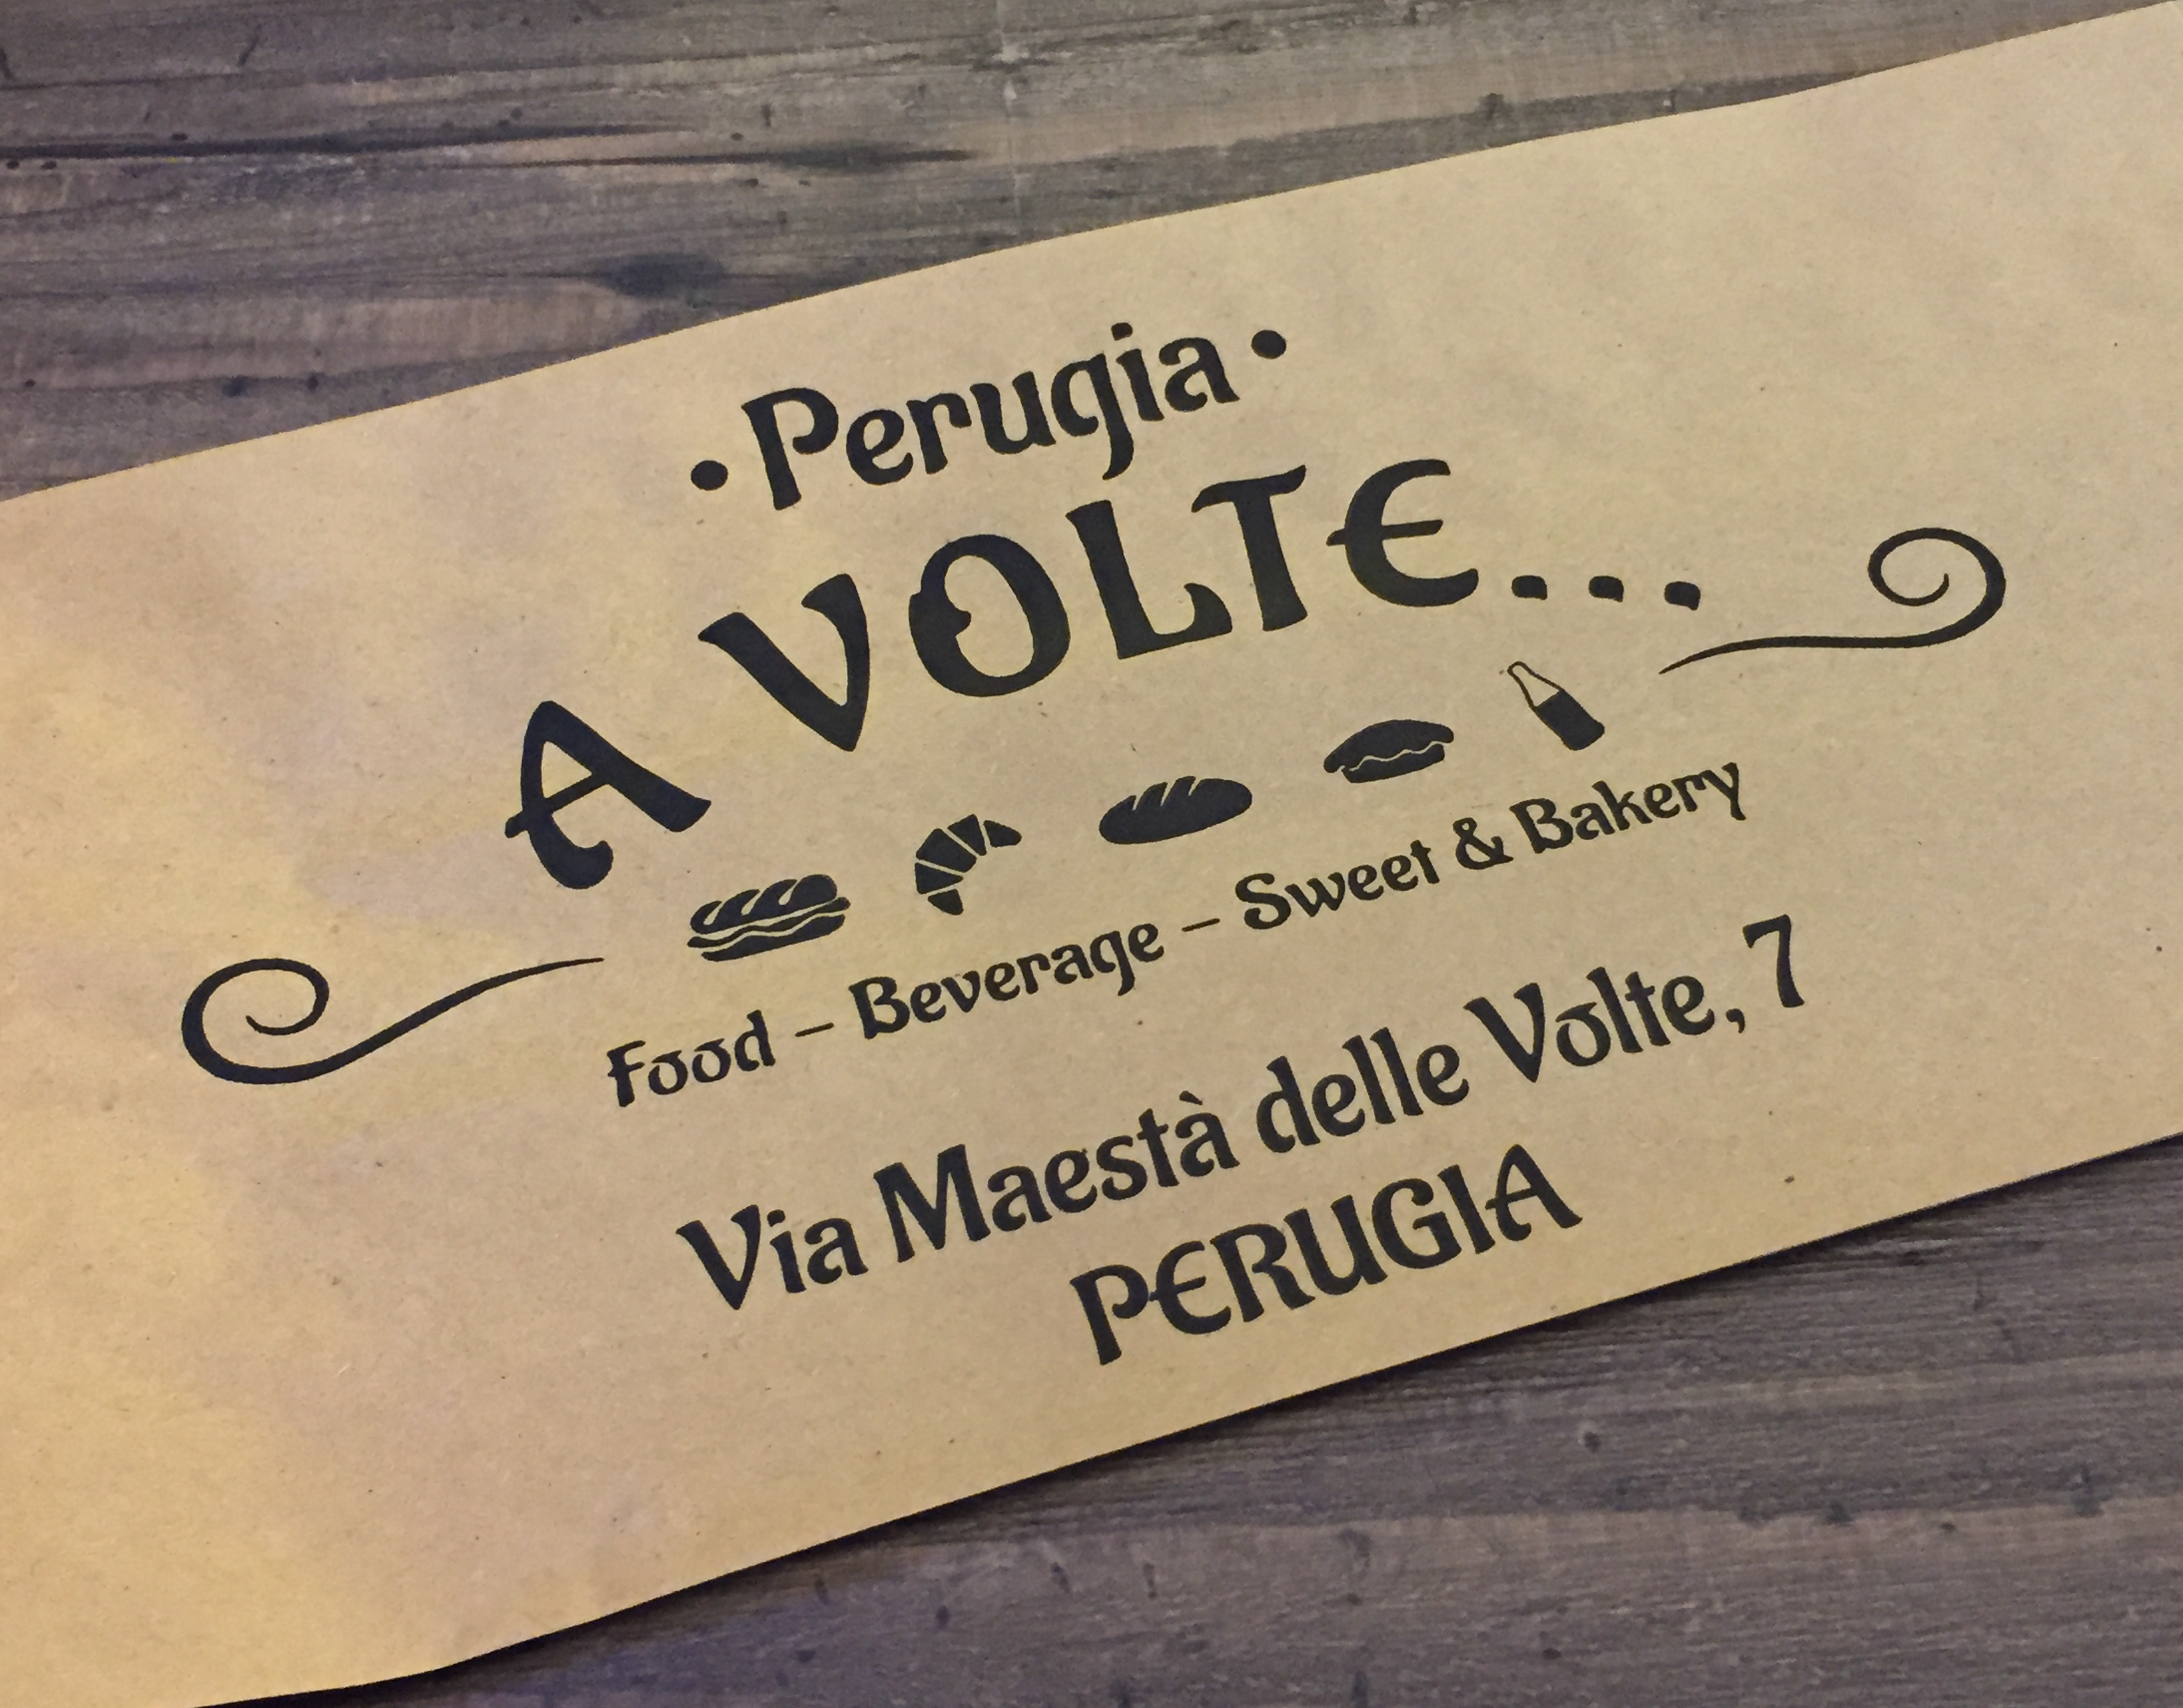 •Perugia•
A VOLTE...
Food – Beverage – Sweet & Bakery
Via Maestà delle Volte, 7
PERUGIA